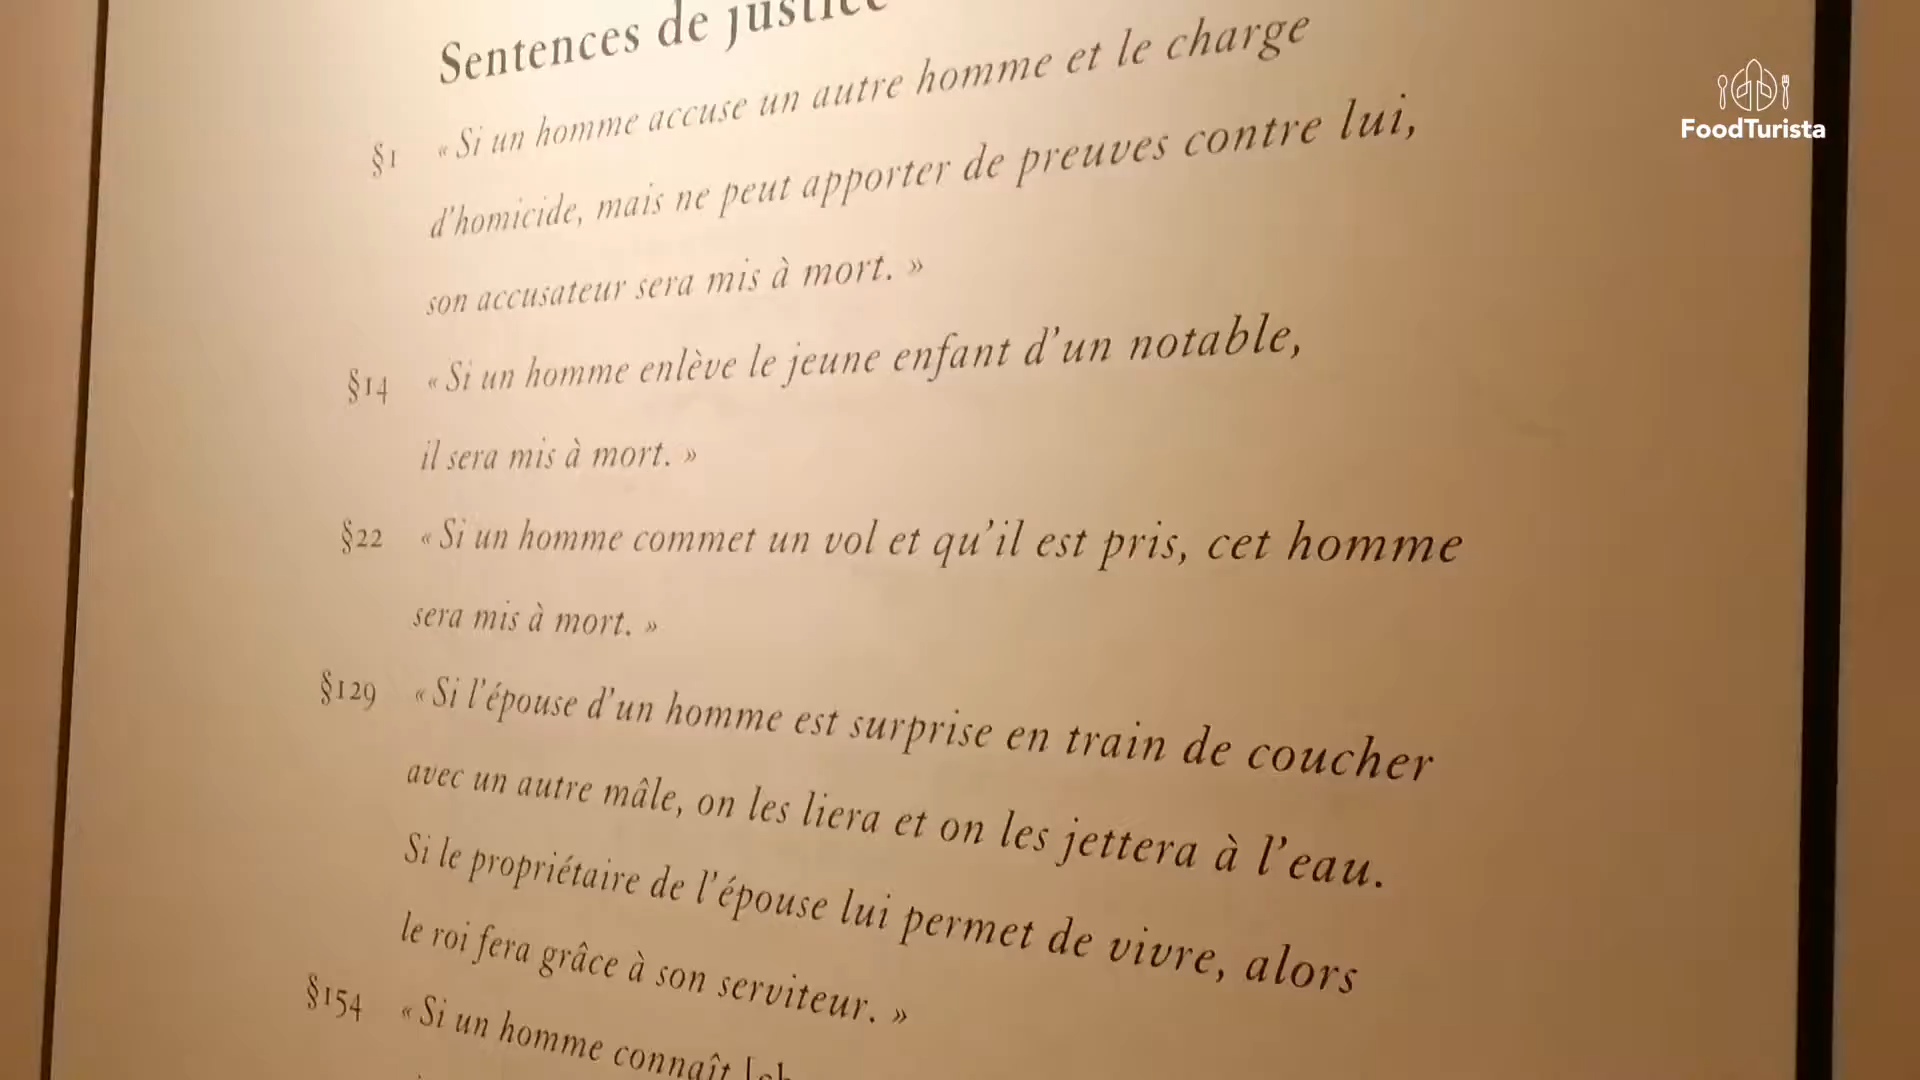 Sentences de justice
§1 « Si un homme accuse un autre homme et le charge
d'homicide, mais ne peut apporter de preuves contre lui,
son accusateur sera mis à mort. »
§14 « Si un homme enlève le jeune enfant d'un notable,
il sera mis à mort. »
§22 « Si un homme commet un vol et qu'il est pris, cet homme
sera mis à mort. »
§129 « Si l'épouse d'un homme est surprise en train de coucher
avec un autre mâle, on les liera et on les jettera à l'eau.
Si le propriétaire de l'épouse lui permet de vivre, alors
le roi fera grâce à son serviteur. »
§154 « Si un homme connaît
FoodTurista